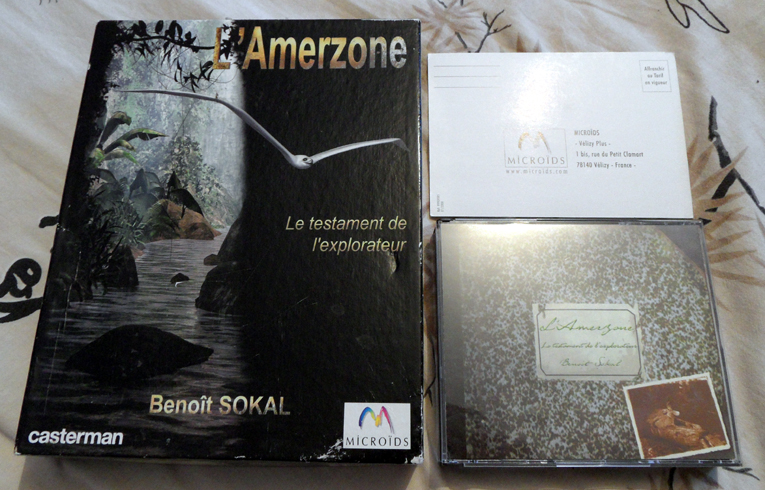 L'Amerzone
Le testament de
l'explorateur
Benoît SOKAL
casterman
MICROÏDS
Affranchir
au Tarif
en vigueur
MICROÏDS
www.microids.com
MICROÏDS
- Vélizy Plus -
1 bis, rue du Petit Clamart
78140 Vélizy - France -
L'Amerzone
Le testament de l'explorateur
Benoît Sokal